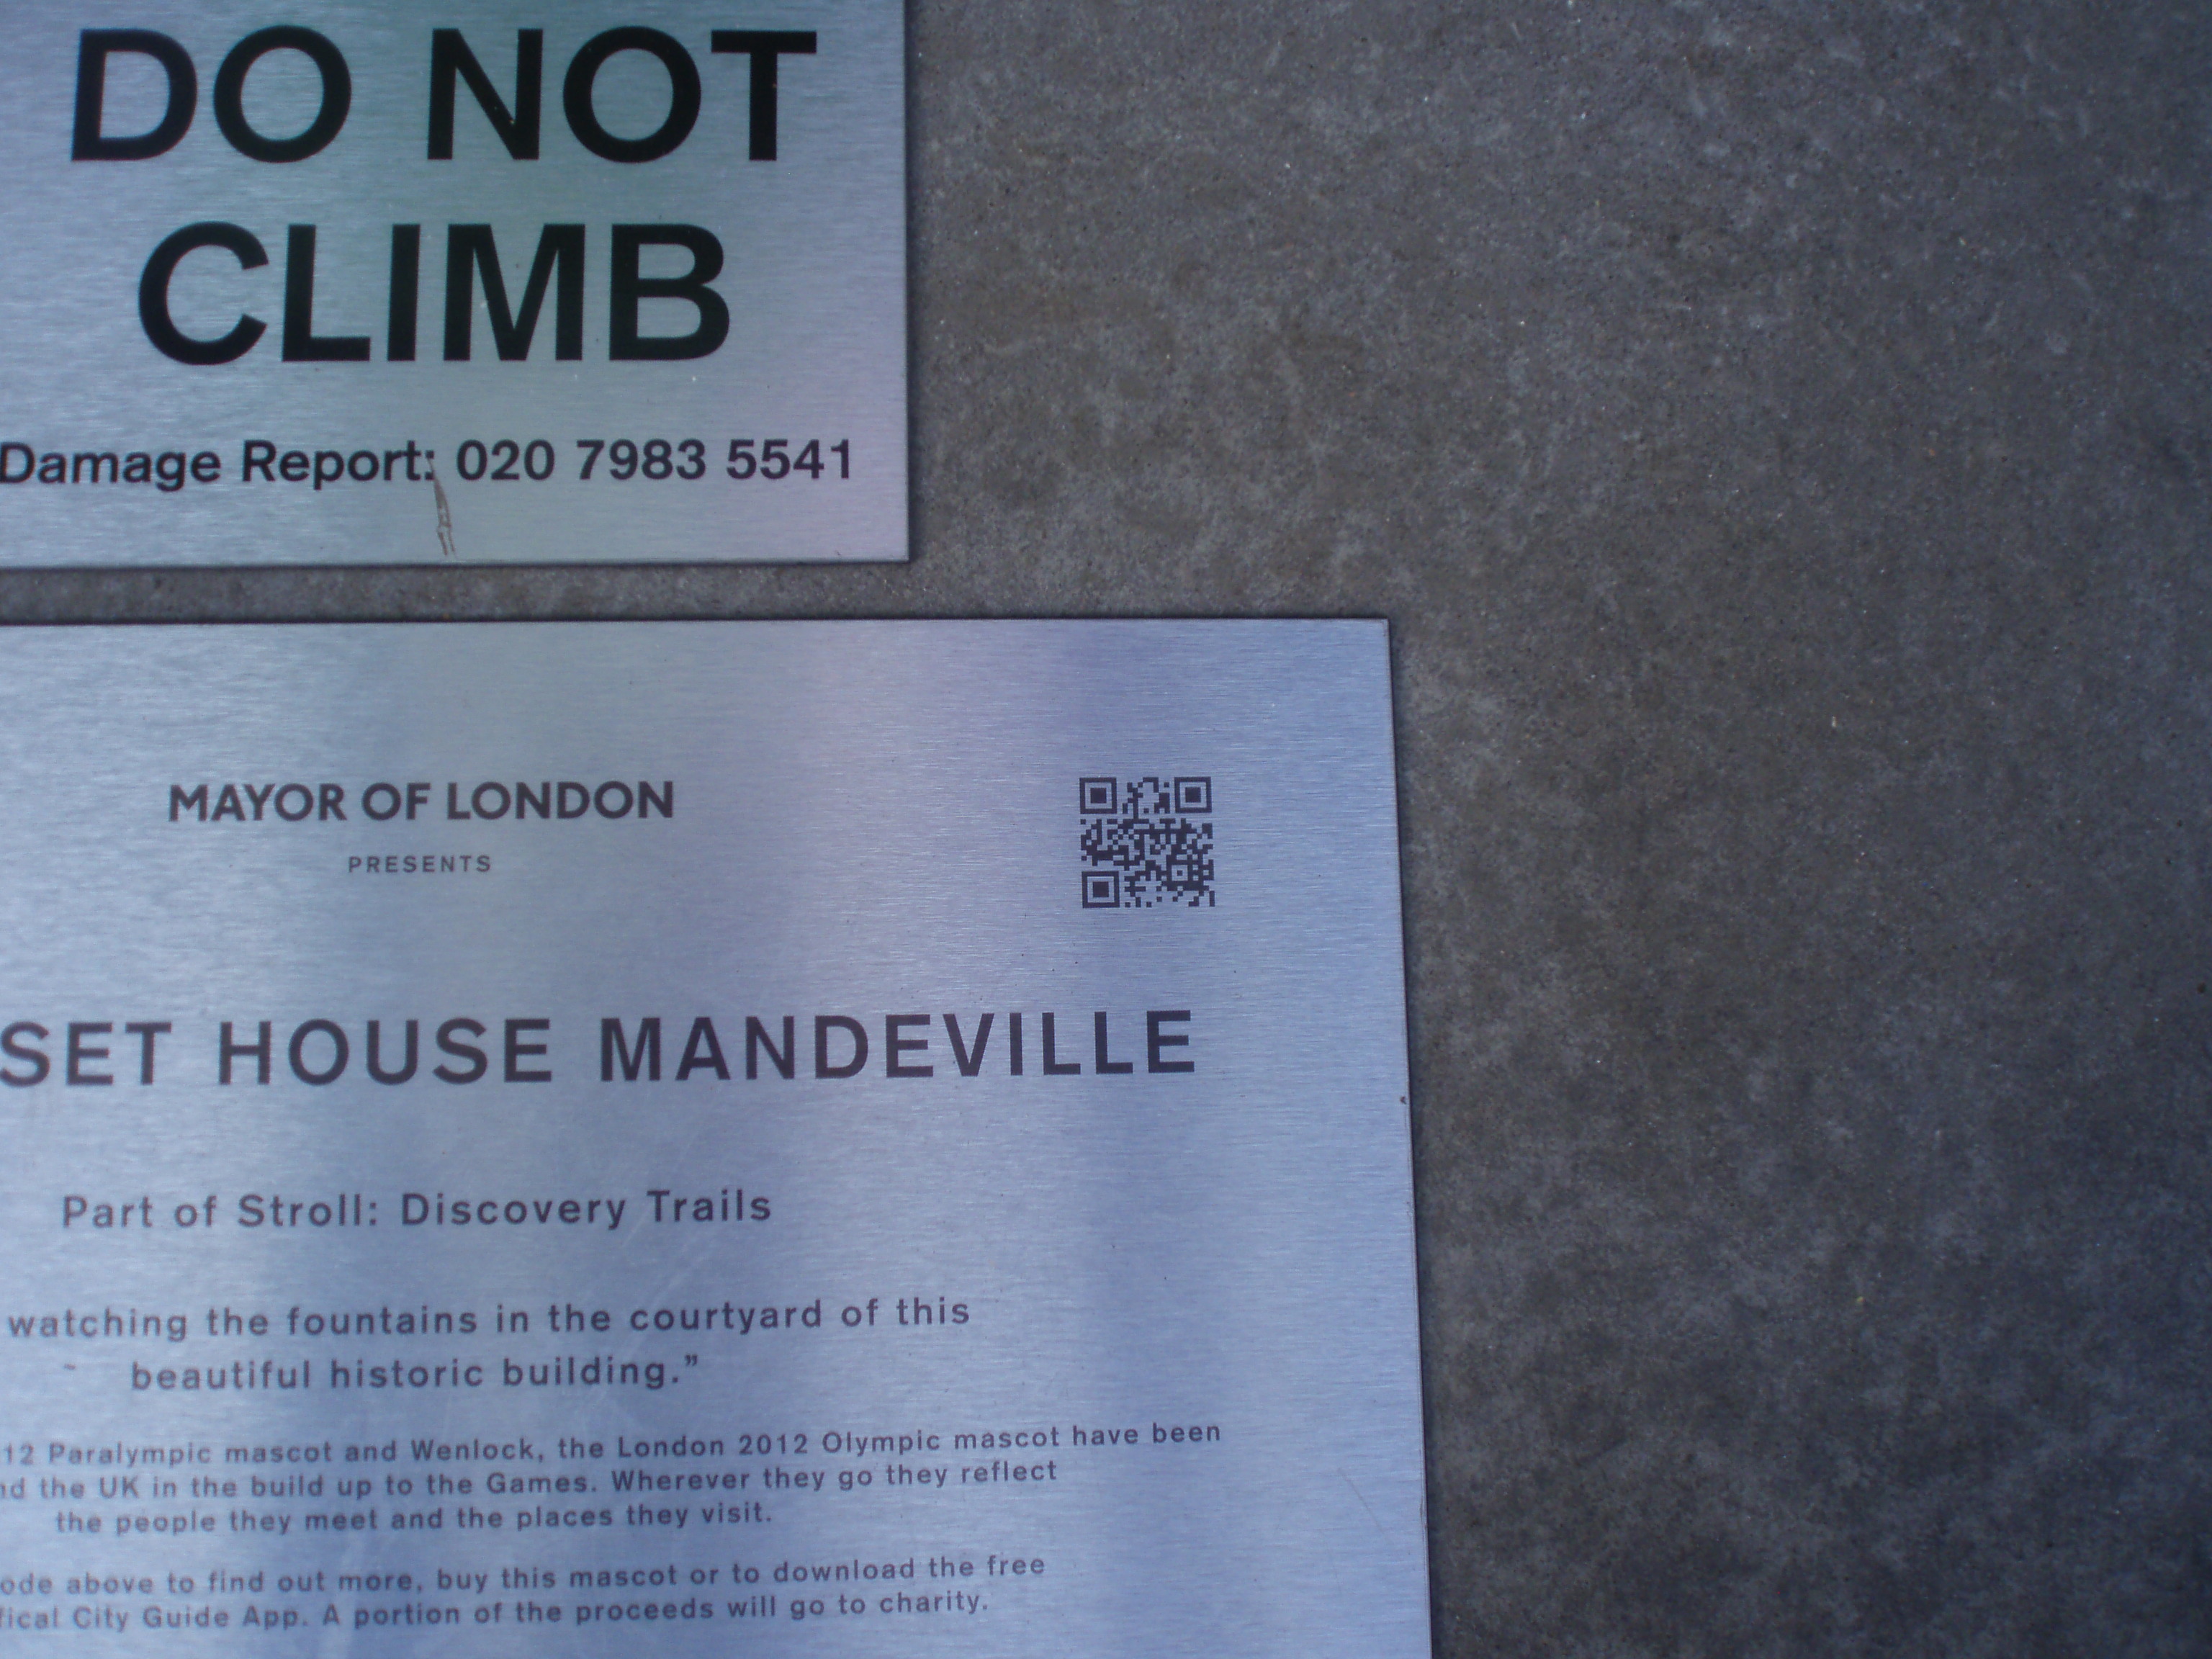 DO NOT
CLIMB
Damage Report: 020 7983 5541
MAYOR OF LONDON
PRESENTS
SET HOUSE MANDEVILLE
Part of Stroll: Discovery Trails
watching the fountains in the courtyard of this
beautiful historic building.”
12 Paralympic mascot and Wenlock, the London 2012 Olympic mascot have been
nd the UK in the build up to the Games. Wherever they go they reflect
the people they meet and the places they visit.
ode above to find out more, buy this mascot or to download the free
ficial City Guide App. A portion of the proceeds will go to charity.